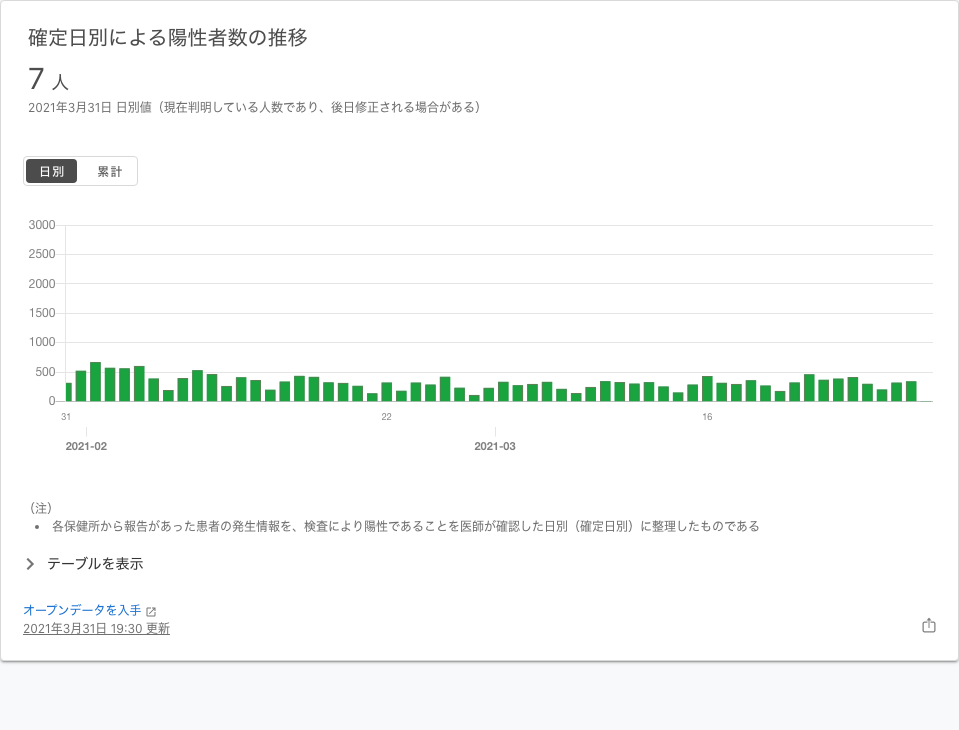 確定日別による陽性者数の推移
7 人
2021年3月31日 日別値（現在判明している人数であり、後日修正される場合がある）
日別 累計
3000
2500
2000
1500
1000
500
0
31 22 16
2021-02 2021-03
（注）
• 各保健所から報告があった患者の発生情報を、検査により陽性であることを医師が確認した日別（確定日別）に整理したものである
テーブルを表示
オープンデータを入手
2021年3月31日 19:30 更新